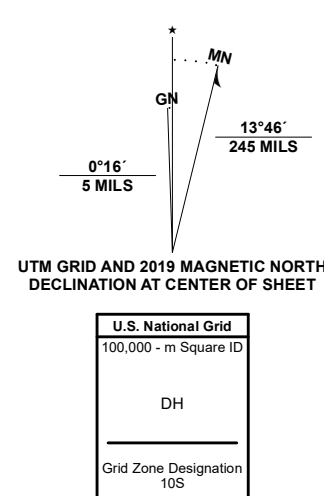 ★
MN
GN
13°46´
245 MILS
0°16´
5 MILS
UTM GRID AND 2019 MAGNETIC NORTH
DECLINATION AT CENTER OF SHEET
U.S. National Grid
100,000 - m Square ID
DH
Grid Zone Designation
10S